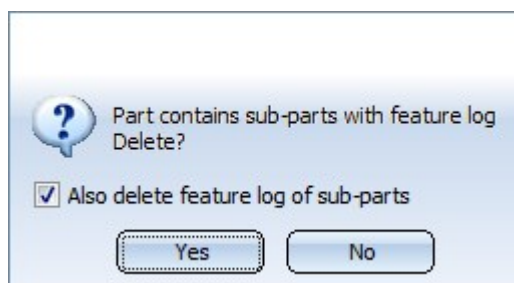 Part contains sub-parts with feature log
Delete?
Also delete feature log of sub-parts
Yes
No